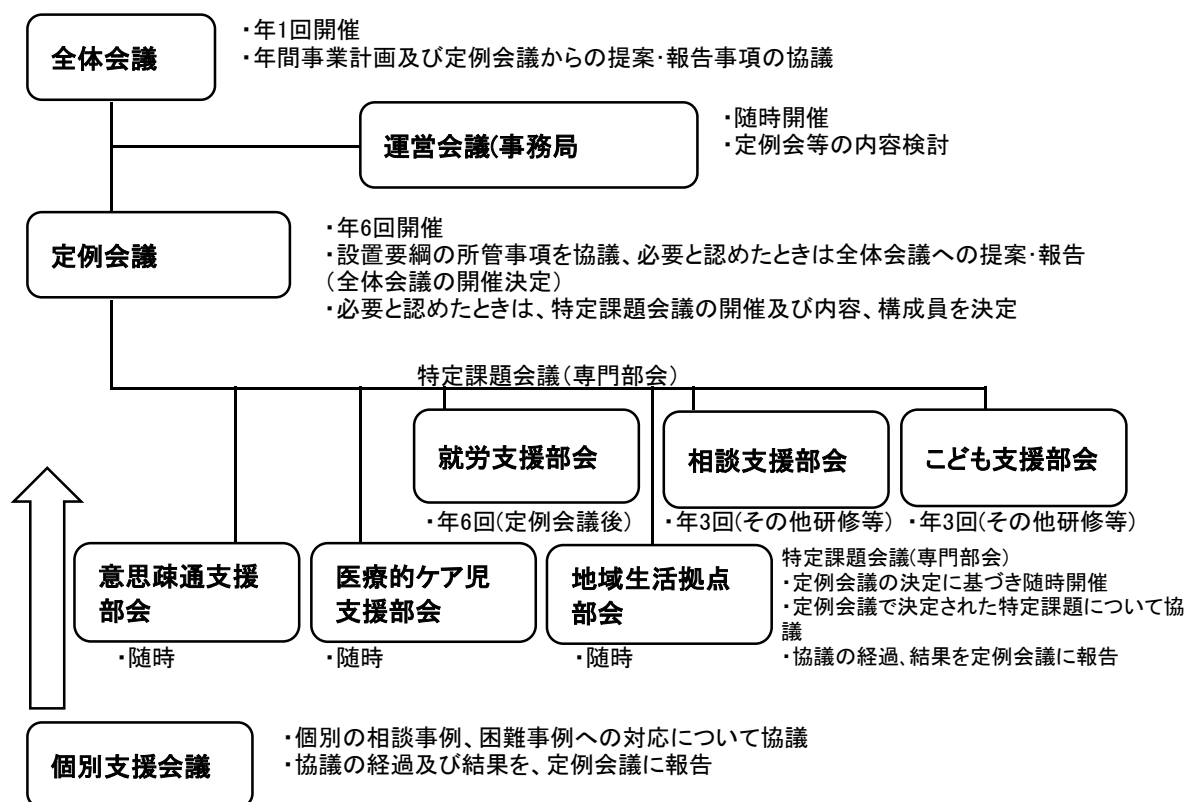 全体会議
・年1回開催
・年間事業計画及び定例会議からの提案・報告事項の協議
運営会議(事務局
・随時開催
・定例会等の内容検討
定例会議
・年6回開催
・設置要綱の所管事項を協議、必要と認めたときは全体会議への提案・報告
（全体会議の開催決定）
・必要と認めたときは、特定課題会議の開催及び内容、構成員を決定
特定課題会議（専門部会）
就労支援部会
・年6回(定例会議後)
相談支援部会
・年3回(その他研修等)
こども支援部会
・年3回(その他研修等)
意思疎通支援
部会
・随時
医療的ケア児
支援部会
・随時
地域生活拠点
部会
・随時
特定課題会議(専門部会)
・定例会議の決定に基づき随時開催
・定例会議で決定された特定課題について協
議
・協議の経過、結果を定例会議に報告
個別支援会議
・個別の相談事例、困難事例への対応について協議
・協議の経過及び結果を、定例会議に報告